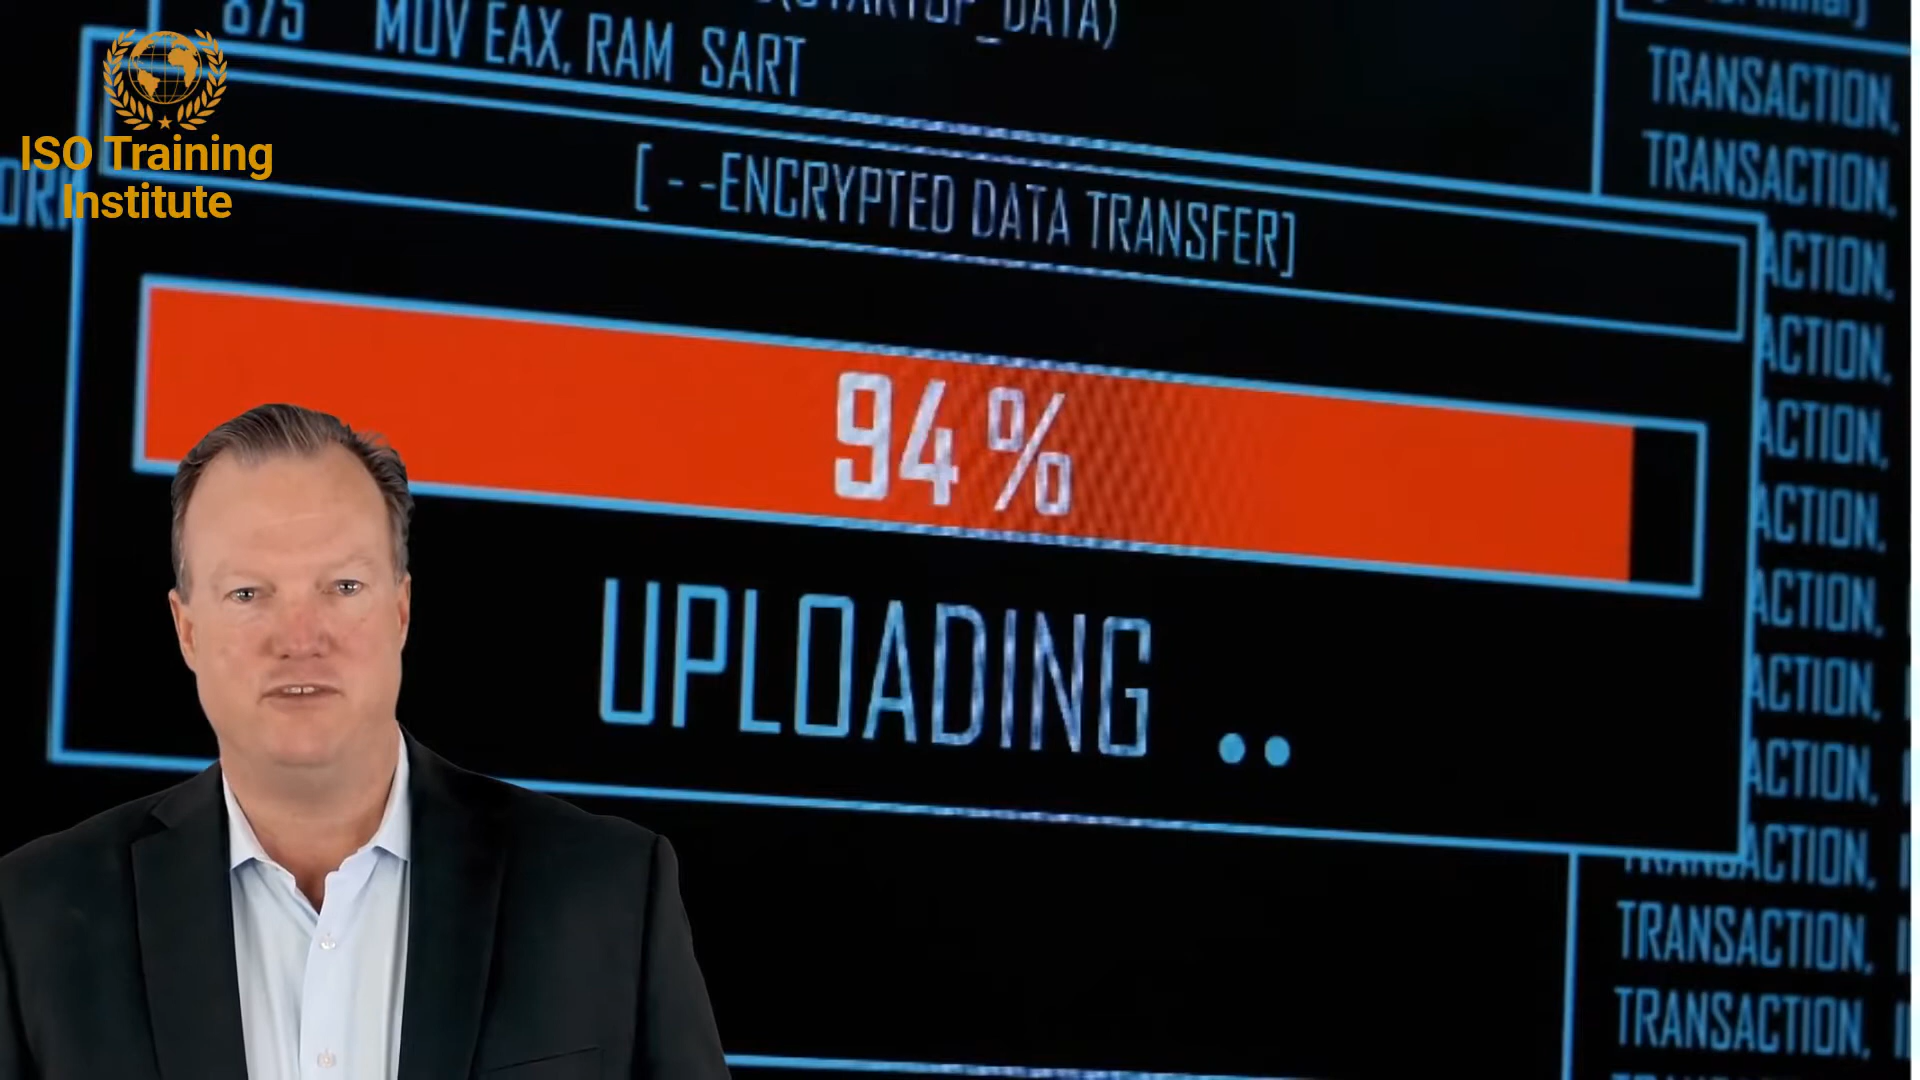 875 MOV EAX, RAM SART
ISO Training
Institute
[ - -ENCRYPTED DATA TRANSFER]
94%
UPLOADING ..
TRANSACTION,
TRANSACTION,
ACTION,
ACTION,
ACTION,
ACTION,
ACTION,
ACTION,
ACTION,
ACTION,
TRANSACTION,
TRANSACTION,